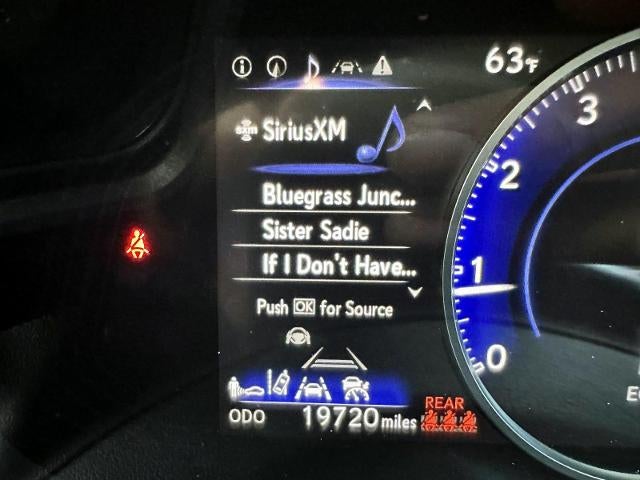 63°F
sxm SiriusXM
Bluegrass Junc...
Sister Sadie
If I Don't Have...
Push OK for Source
ODO 19720 miles
REAR
3
2
1
0